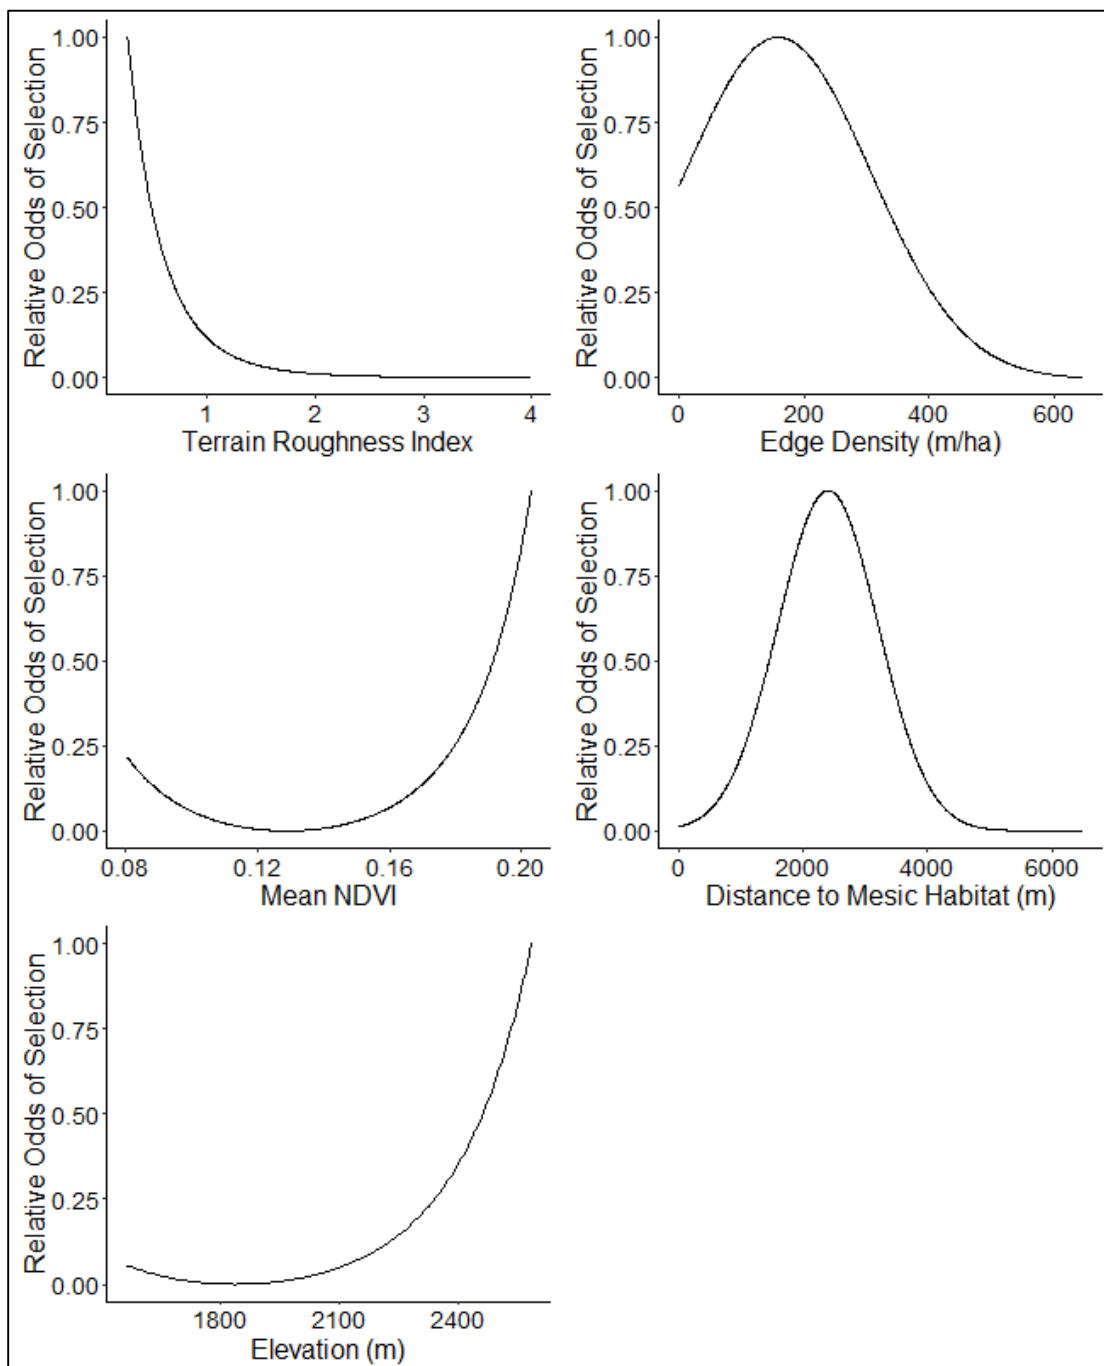 Relative Odds of Selection
1.00
0.75
0.50
0.25
0.00
1 2 3 4
Terrain Roughness Index
Relative Odds of Selection
1.00
0.75
0.50
0.25
0.00
0 200 400 600
Edge Density (m/ha)
Relative Odds of Selection
1.00
0.75
0.50
0.25
0.00
0.08 0.12 0.16 0.20
Mean NDVI
Relative Odds of Selection
1.00
0.75
0.50
0.25
0.00
0 2000 4000 6000
Distance to Mesic Habitat (m)
Relative Odds of Selection
1.00
0.75
0.50
0.25
0.00
1800 2100 2400
Elevation (m)